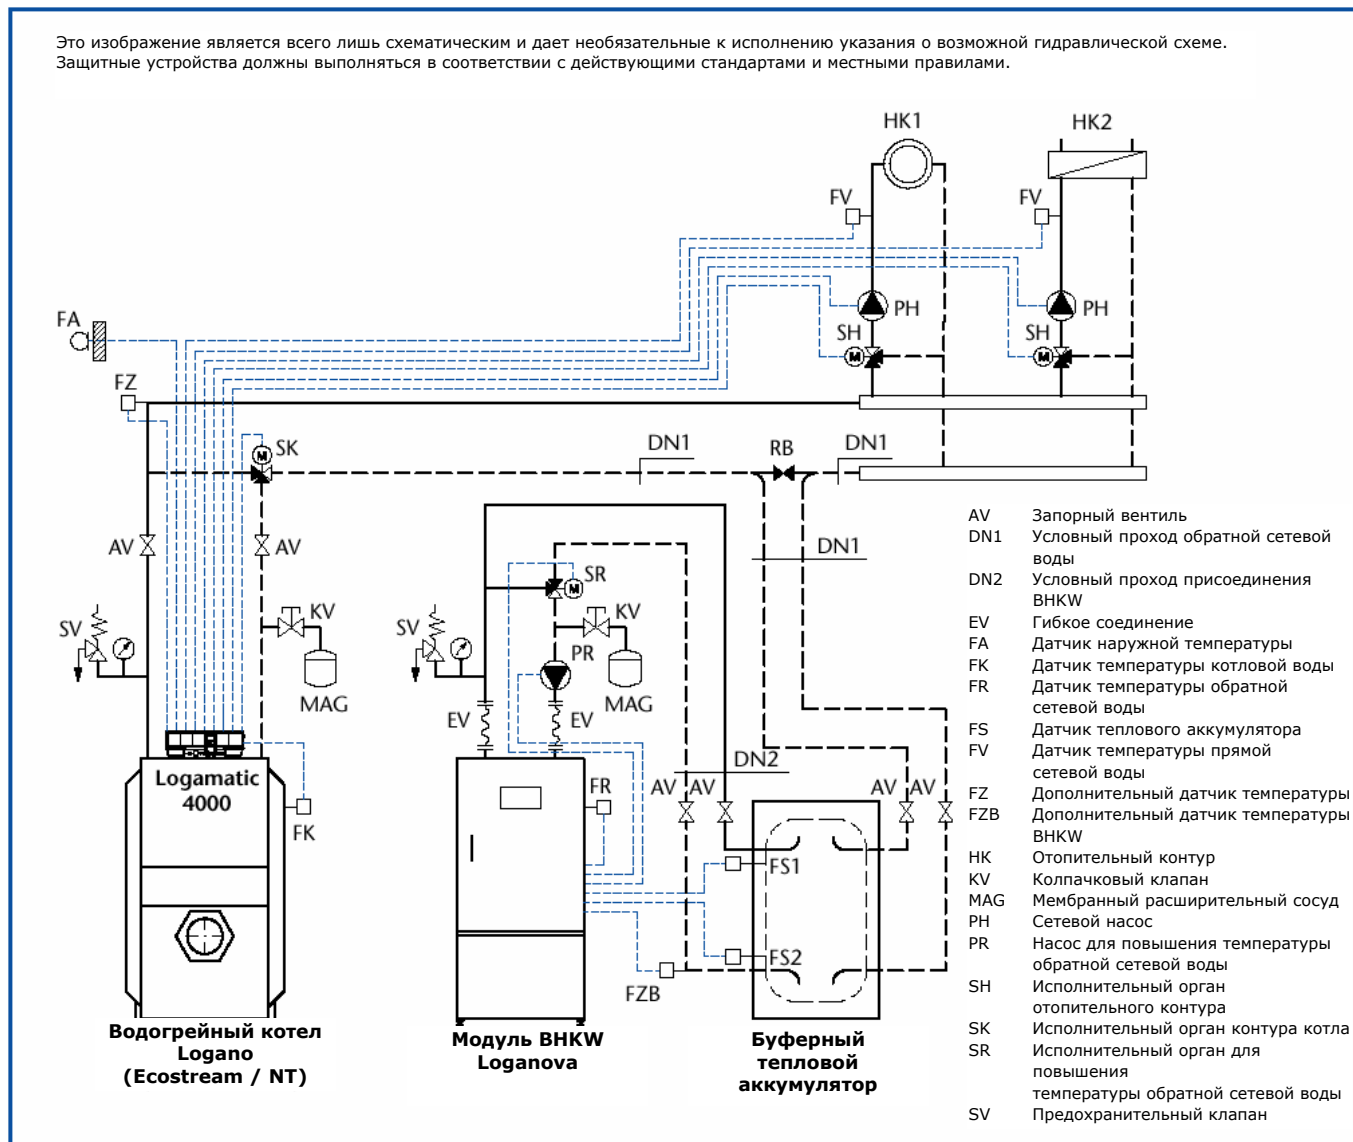 Это изображение является всего лишь схематическим и дает необязательные к исполнению указания о возможной гидравлической схеме.
Защитные устройства должны выполняться в соответствии с действующими стандартами и местными правилами.
HK1
HK2
FV
FV
FA
PH
PH
SH
SH
FZ
M
M
SK
M
DN1
RB
DN1
AV
AV
DN1
SR
M
SV
KV
SV
KV
PR
MAG
MAG
EV
EV
DN2
Logamatic
4000
FR
AV
AV
AV
AV
FK
FS1
FS2
FZB
Водогрейный котел
Logano
(Ecostream / NT)
Модуль BHKW
Loganova
Буферный
тепловой
аккумулятор
AV Запорный вентиль
DN1 Условный проход обратной сетевой
воды
DN2 Условный проход присоединения
BHKW
EV Гибкое соединение
FA Датчик наружной температуры
FK Датчик температуры котловой воды
FR Датчик температуры обратной
сетевой воды
FS Датчик теплового аккумулятора
FV Датчик температуры прямой
сетевой воды
FZ Дополнительный датчик температуры
FZB Дополнительный датчик температуры
BHKW
HK Отопительный контур
KV Колпачковый клапан
MAG Мембранный расширительный сосуд
PH Сетевой насос
PR Насос для повышения температуры
обратной сетевой воды
SH Исполнительный орган
отопительного контура
SK Исполнительный орган контура котла
SR Исполнительный орган для
повышения
температуры обратной сетевой воды
SV Предохранительный клапан